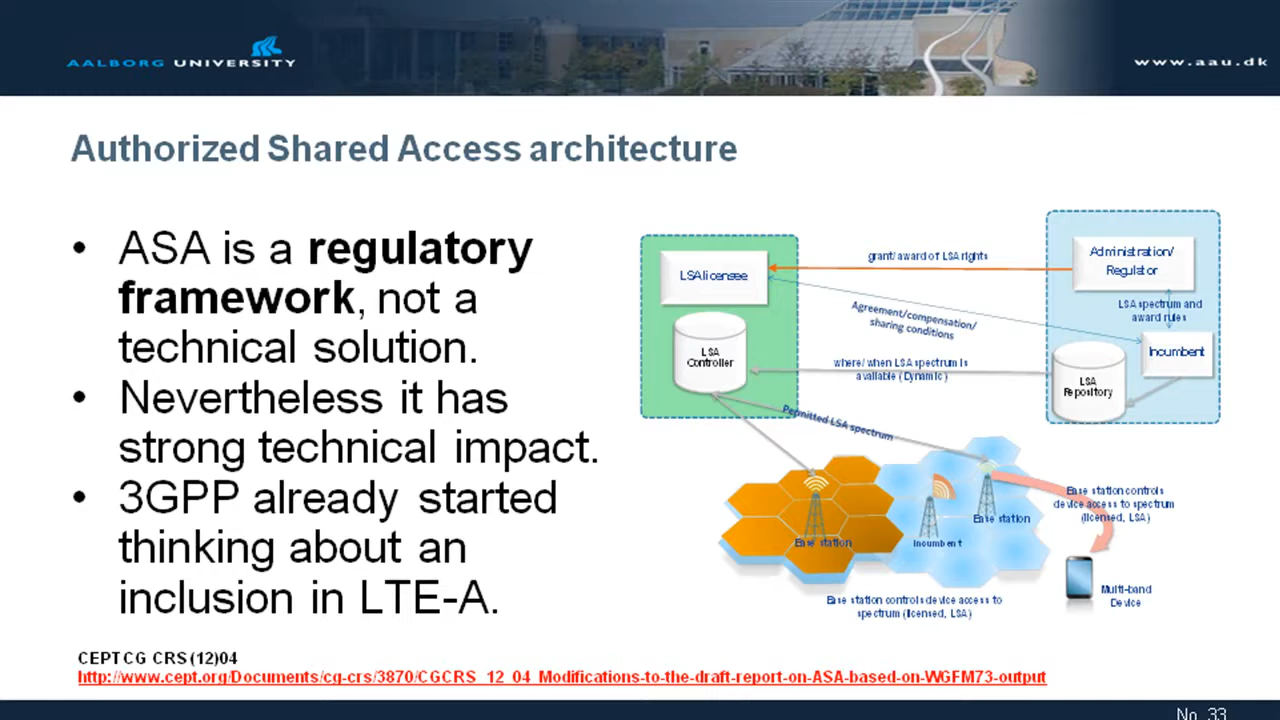 AALBORG UNIVERSITY
www.aau.dk
Authorized Shared Access architecture
• ASA is a regulatory
framework, not a
technical solution.
• Nevertheless it has
strong technical impact.
• 3GPP already started
thinking about an
inclusion in LTE-A.
LSA licensee
LSA
Controller
grant/ award of LSA rights
Agreement/compensation/
sharing conditions
where/ when LSA spectrum is
available ( Dynamic )
Permitted LSA spectrum
Administration/
Regulator
LSA spectrum and
award rules
Incumbent
LSA
Repository
Base station
Incumbent
Base station
Base station controls
device access to spectrum
(licensed, LSA)
Multi-band
Device
Base station controls device access to
spectrum (licensed, LSA)
CEPT CG CRS (12)04
http://www.cept.org/Documents/cg-crs/3870/CGCRS_12_04_Modifications-to-the-draft-report-on-ASA-based-on-WGFM73-output
No. 33